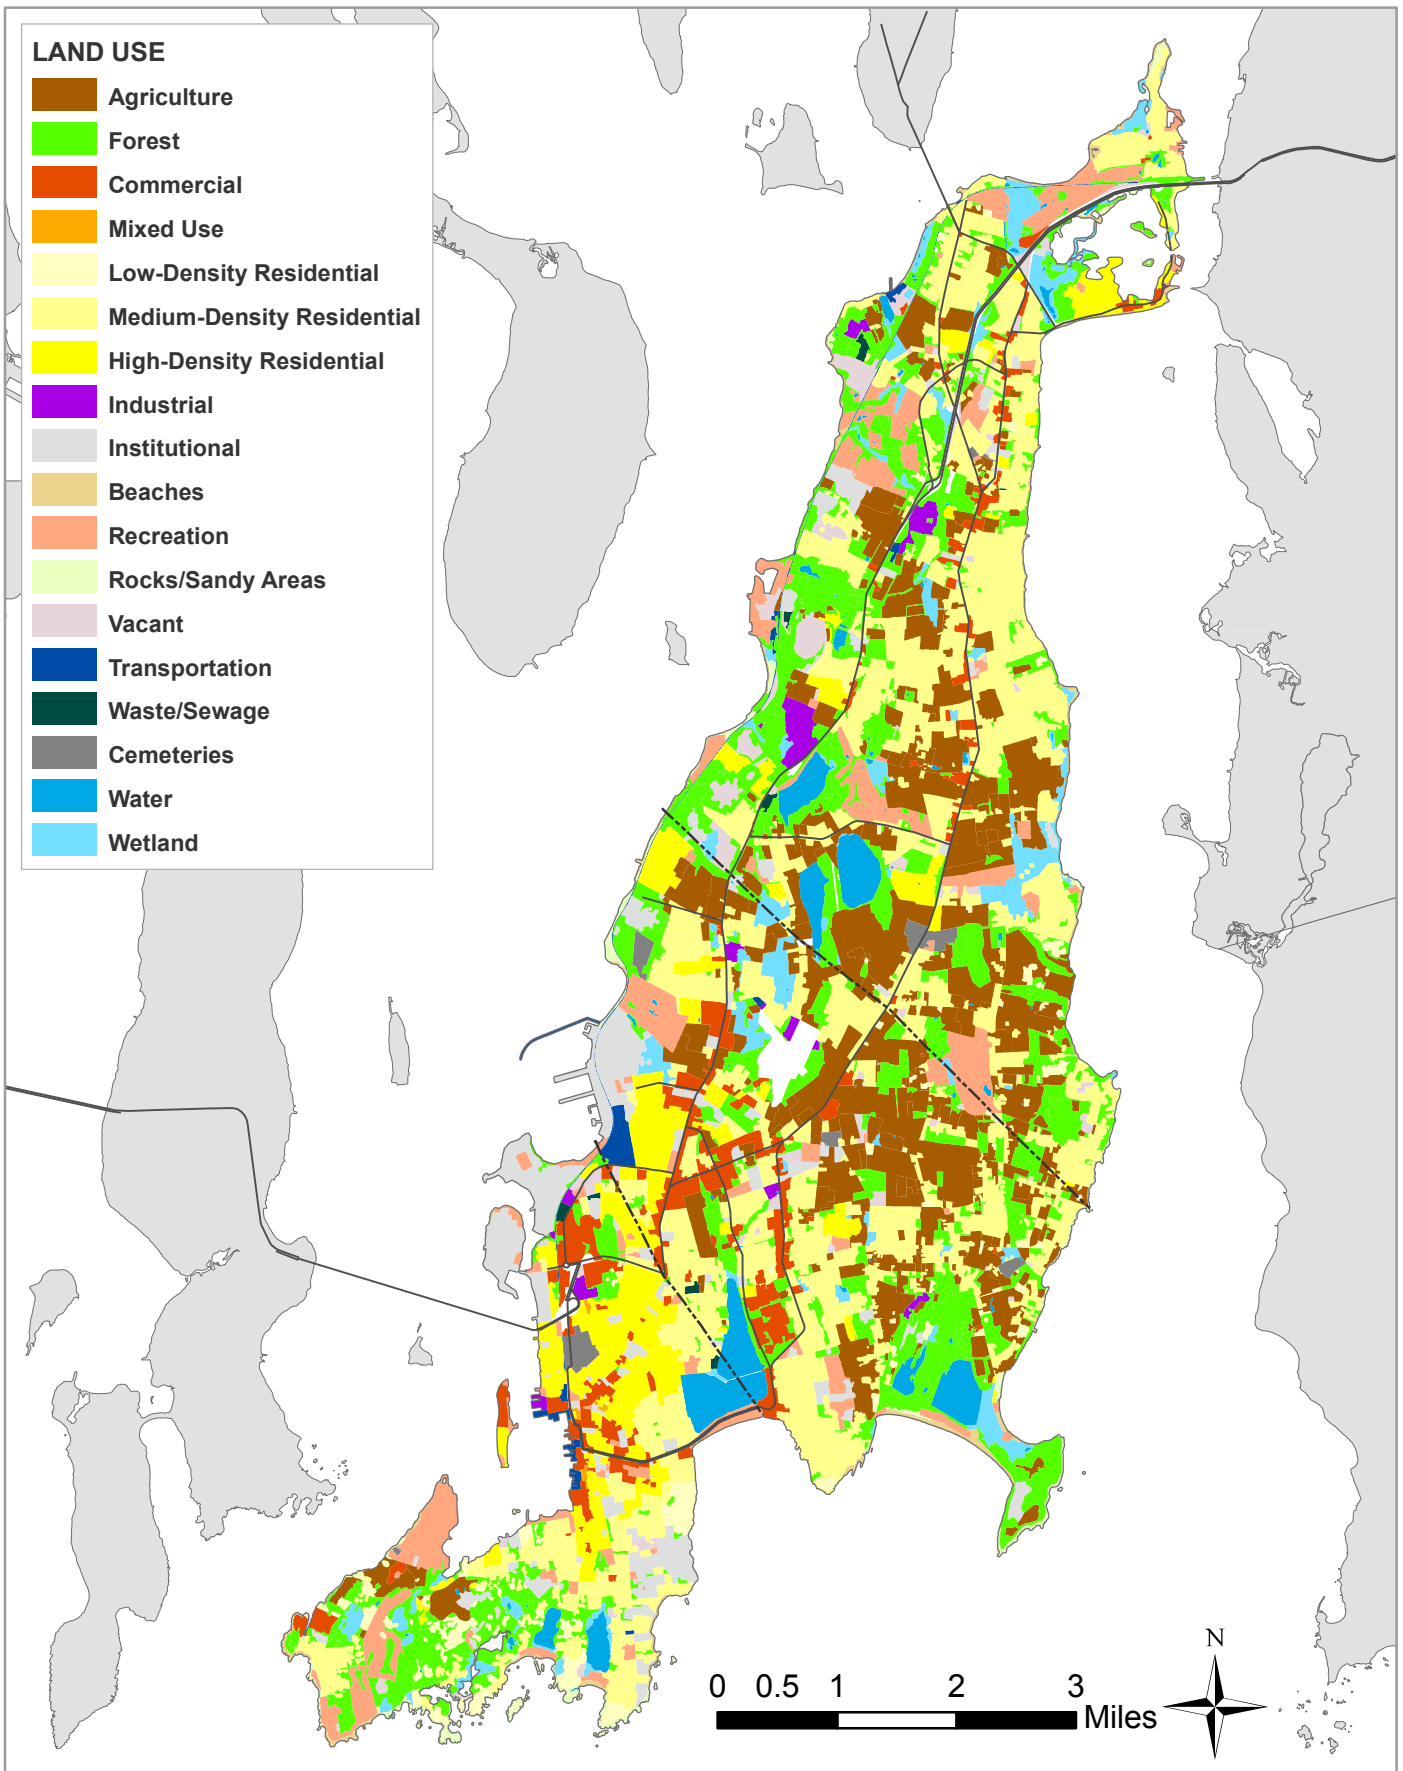 LAND USE
Agriculture
Forest
Commercial
Mixed Use
Low-Density Residential
Medium-Density Residential
High-Density Residential
Industrial
Institutional
Beaches
Recreation
Rocks/Sandy Areas
Vacant
Transportation
Waste/Sewage
Cemeteries
Water
Wetland
N
0 0.5 1 2 3
Miles